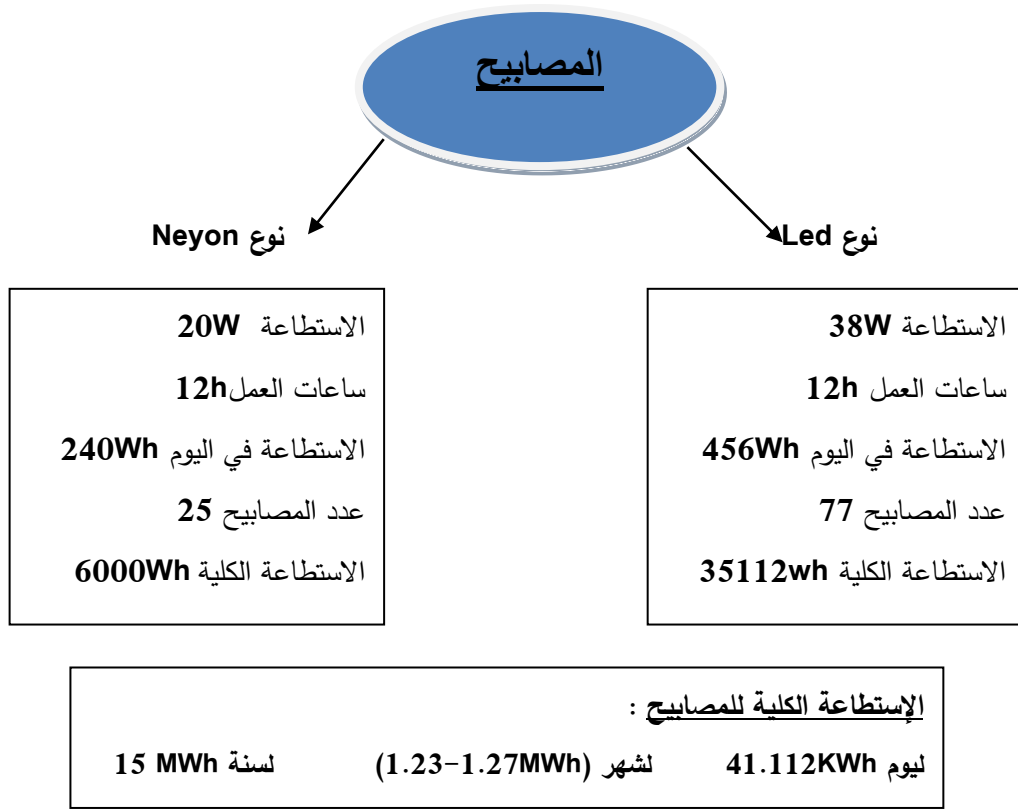 المصابيح
نوع Led
نوع Neyon
الاستطاعة 38W
ساعات العمل 12h
الاستطاعة في اليوم 456Wh
عدد المصابيح 77
الاستطاعة الكلية 35112wh
الاستطاعة 20W
ساعات العمل12h
الاستطاعة في اليوم 240Wh
عدد المصابيح 25
الاستطاعة الكلية 6000Wh
الإستطاعة الكلية للمصابيح :
ليوم 41.112KWh لشهر (1.23-1.27MWh) لسنة 15 MWh